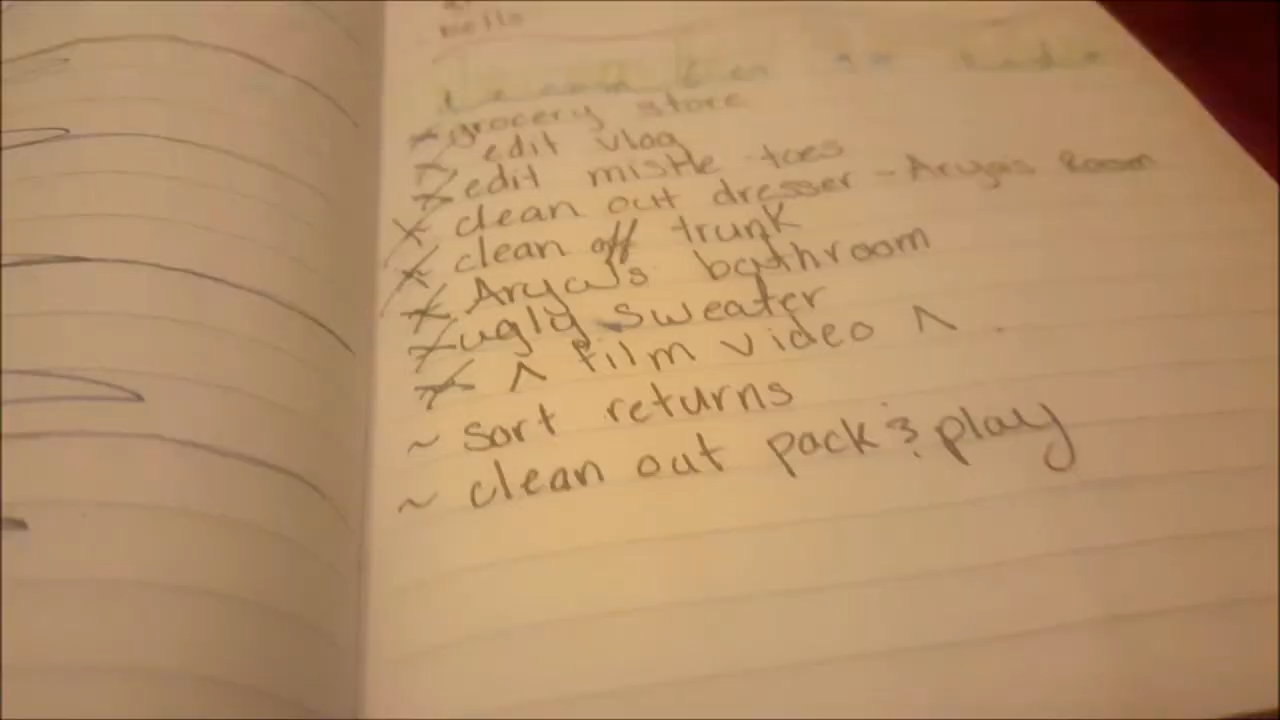 hello
grocery store
edit vlog
edit mistle toes
clean out dresser - Arya's Room
clean off trunk
Arya's bathroom
ugly sweater
^ film video ^
~ sort returns
~ clean out pack & play